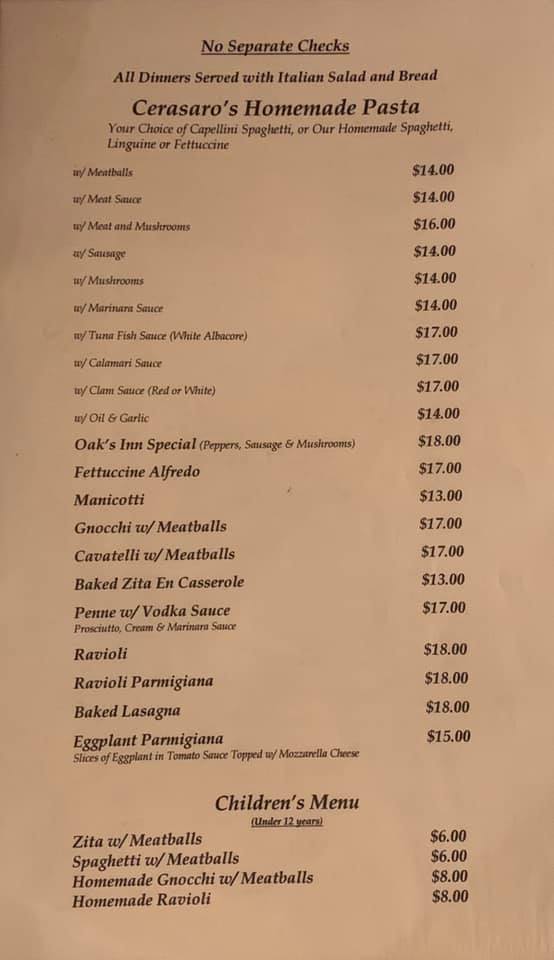 No Separate Checks
All Dinners Served with Italian Salad and Bread
Cerasaro's Homemade Pasta
Your Choice of Capellini Spaghetti, or Our Homemade Spaghetti,
Linguine or Fettuccine
w/ Meatballs $14.00
w/ Meat Sauce $14.00
w/ Meat and Mushrooms $16.00
w/ Sausage $14.00
w/ Mushrooms $14.00
w/ Marinara Sauce $14.00
w/ Tuna Fish Sauce (White Albacore) $17.00
w/ Calamari Sauce $17.00
w/ Clam Sauce (Red or White) $17.00
w/ Oil & Garlic $14.00
Oak's Inn Special (Peppers, Sausage & Mushrooms) $18.00
Fettuccine Alfredo $17.00
Manicotti $13.00
Gnocchi w/ Meatballs $17.00
Cavatelli w/ Meatballs $17.00
Baked Zita En Casserole $13.00
Penne w/ Vodka Sauce $17.00
Prosciutto, Cream & Marinara Sauce
Ravioli $18.00
Ravioli Parmigiana $18.00
Baked Lasagna $18.00
Eggplant Parmigiana $15.00
Slices of Eggplant in Tomato Sauce Topped w/ Mozzarella Cheese
Children's Menu
(Under 12 years)
Zita w/ Meatballs $6.00
Spaghetti w/ Meatballs $6.00
Homemade Gnocchi w/ Meatballs $8.00
Homemade Ravioli $8.00